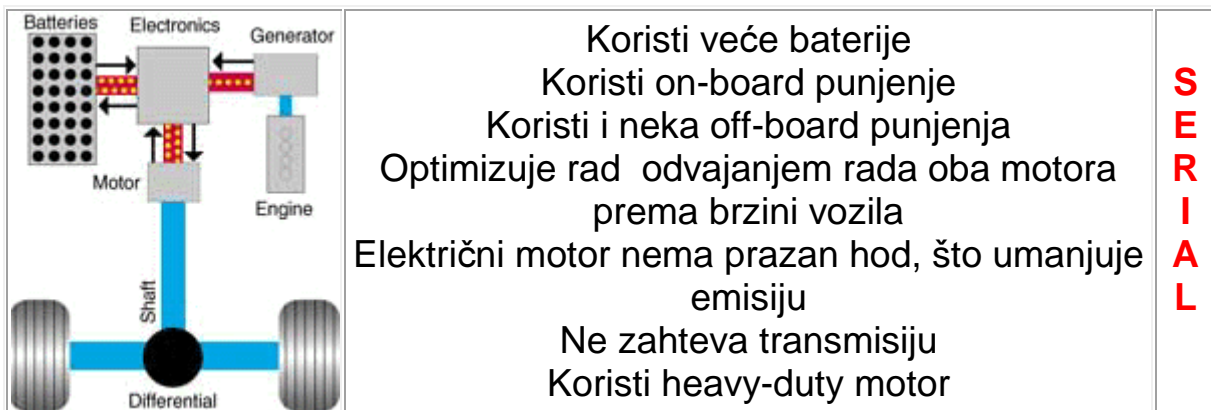 Batteries
Electronics
Generator
Motor
Engine
Shaft
Differential
Koristi veće baterije
Koristi on-board punjenje
Koristi i neka off-board punjenja
Optimizuje rad odvajanjem rada oba motora
prema brzini vozila
Električni motor nema prazan hod, što umanjuje
emisiju
Ne zahteva transmisiju
Koristi heavy-duty motor
S
E
R
I
A
L